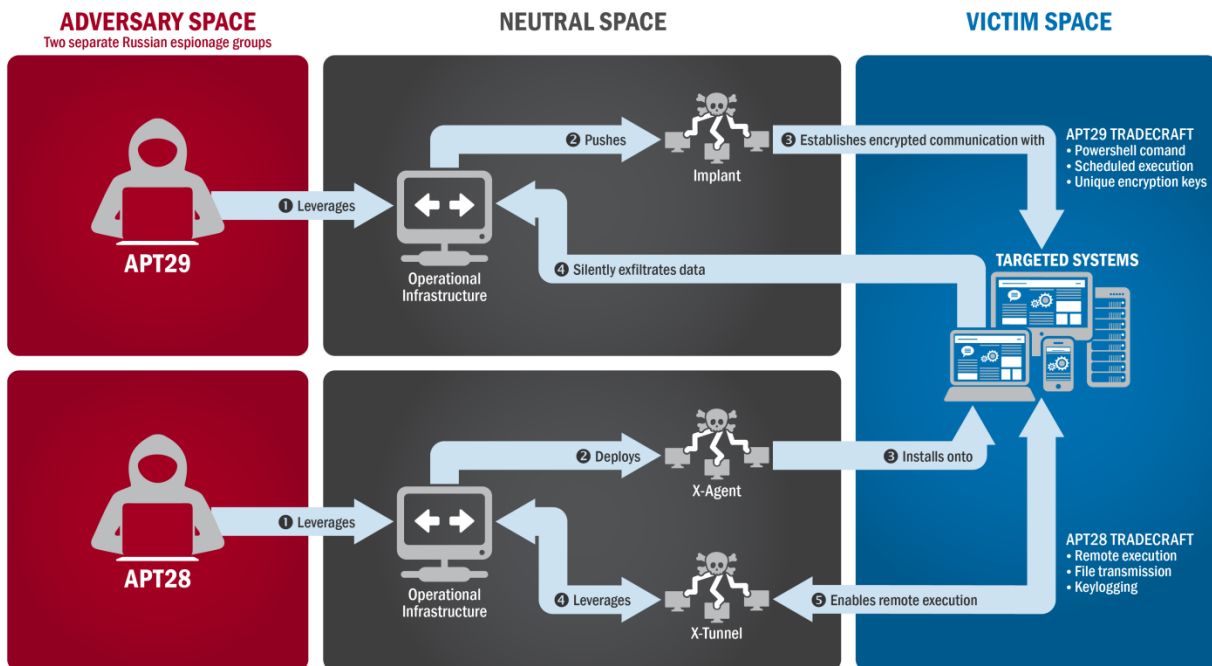 ADVERSARY SPACE
Two separate Russian espionage groups
NEUTRAL SPACE
VICTIM SPACE
APT29
❶ Leverages
Operational
Infrastructure
❷ Pushes
Implant
❸ Establishes encrypted communication with
❹ Silently exfiltrates data
APT29 TRADECRAFT
• Powershell comand
• Scheduled execution
• Unique encryption keys
TARGETED SYSTEMS
APT28
❶ Leverages
Operational
Infrastructure
❷ Deploys
X-Agent
❸ Installs onto
❹ Leverages
X-Tunnel
❺ Enables remote execution
APT28 TRADECRAFT
• Remote execution
• File transmission
• Keylogging